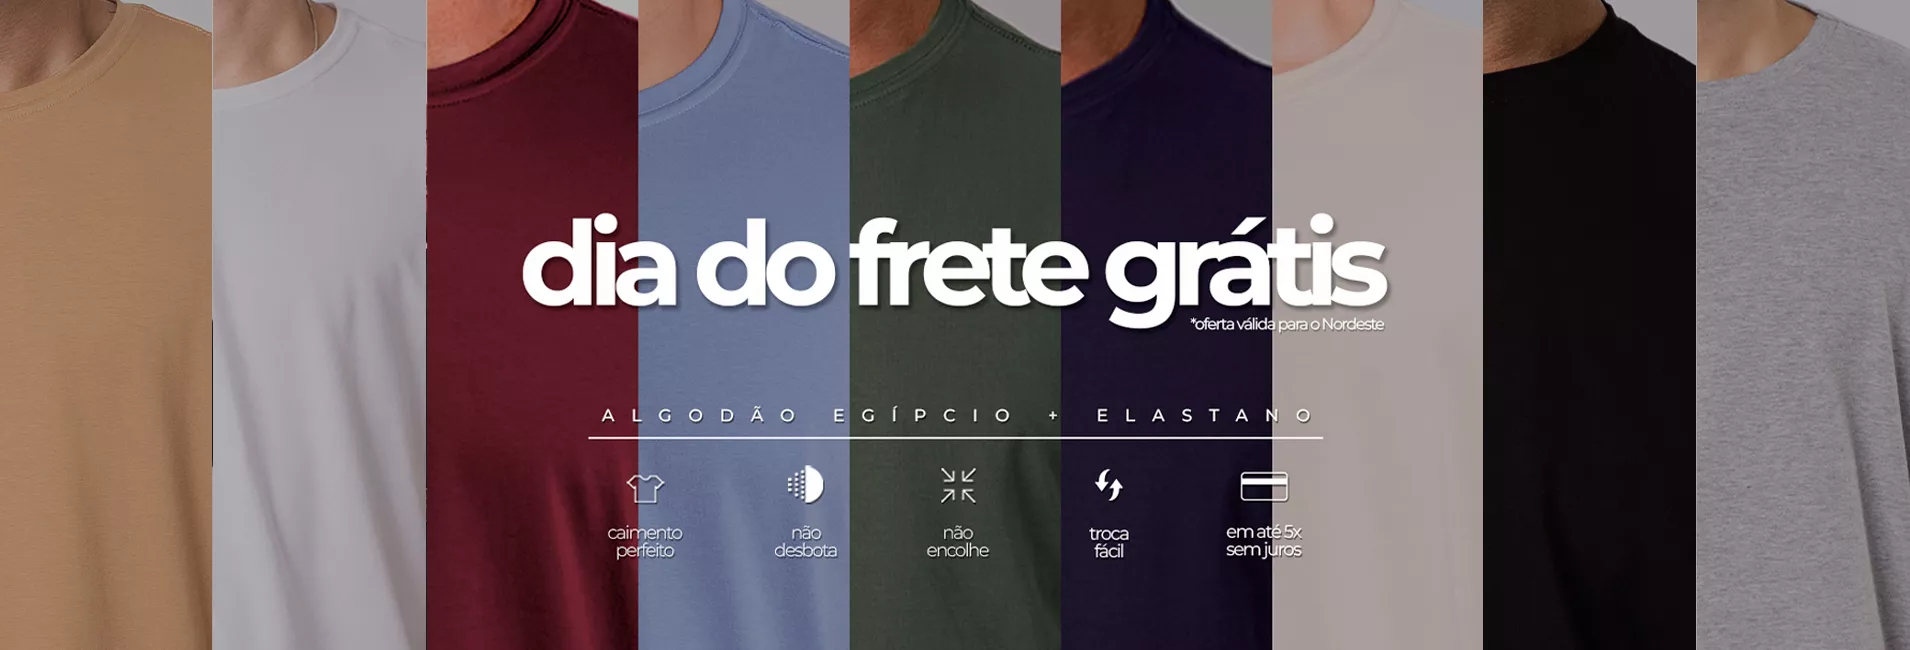 dia do frete grátis
*oferta válida para o Nordeste
ALGODÃO EGÍPCIO + ELASTANO
caimento
perfeito
não
desbota
não
encolhe
troca
fácil
em até 5x
sem juros